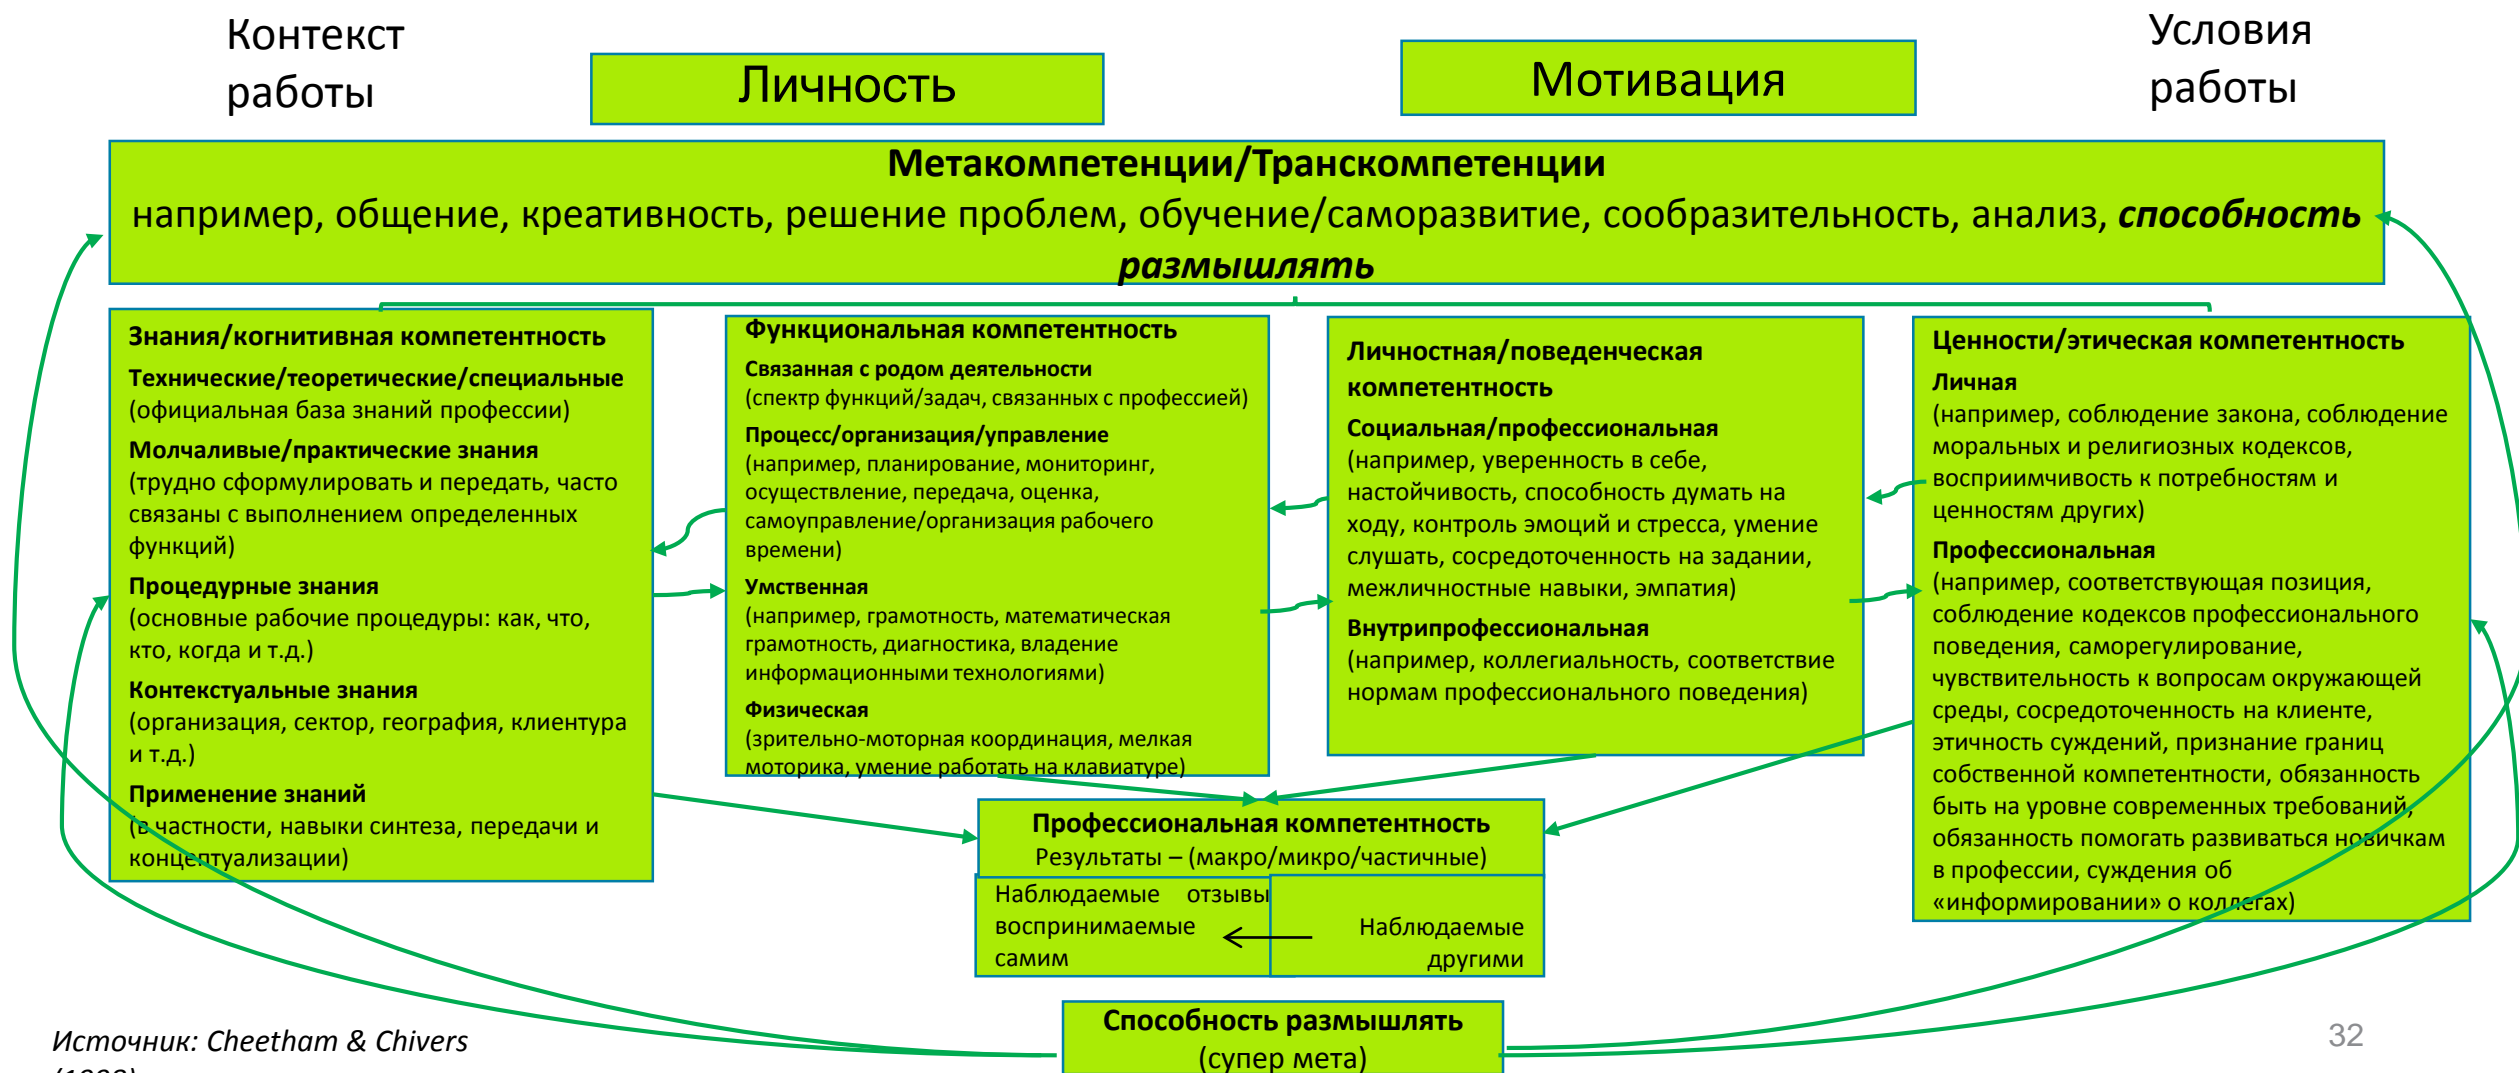 Контекст
работы
Личность
Мотивация
Условия
работы
Метакомпетенции/Транскомпетенции
например, общение, креативность, решение проблем, обучение/саморазвитие, сообразительность, анализ, способность
размышлять
Знания/когнитивная компетентность
Технические/теоретические/специальные
(официальная база знаний профессии)
Молчаливые/практические знания
(трудно сформулировать и передать, часто
связаны с выполнением определенных
функций)
Процедурные знания
(основные рабочие процедуры: как, что,
кто, когда и т.д.)
Контекстуальные знания
(организация, сектор, география, клиентура
и т.д.)
Применение знаний
(в частности, навыки синтеза, передачи и
концептуализации)
Функциональная компетентность
Связанная с родом деятельности
(спектр функций/задач, связанных с профессией)
Процесс/организация/управление
(например, планирование, мониторинг,
осуществление, передача, оценка,
самоуправление/организация рабочего
времени)
Умственная
(например, грамотность, математическая
грамотность, диагностика, владение
информационными технологиями)
Физическая
(зрительно-моторная координация, мелкая
моторика, умение работать на клавиатуре)
Личностная/поведенческая
компетентность
Социальная/профессиональная
(например, уверенность в себе,
настойчивость, способность думать на
ходу, контроль эмоций и стресса, умение
слушать, сосредоточенность на задании,
межличностные навыки, эмпатия)
Внутрипрофессиональная
(например, коллегиальность, соответствие
нормам профессионального поведения)
Ценности/этическая компетентность
Личная
(например, соблюдение закона, соблюдение
моральных и религиозных кодексов,
восприимчивость к потребностям и
ценностям других)
Профессиональная
(например, соответствующая позиция,
соблюдение кодексов профессионального
поведения, саморегулирование,
чувствительность к вопросам окружающей
среды, сосредоточенность на клиенте,
этичность суждений, признание границ
собственной компетентности, обязанность
быть на уровне современных требований,
обязанность помогать развиваться новичкам
в профессии, суждения об
«информировании» о коллегах)
Профессиональная компетентность
Результаты – (макро/микро/частичные)
Наблюдаемые отзывы
воспринимаемые
самим
Наблюдаемые
другими
Способность размышлять
(супер мета)
Источник: Cheetham & Chivers
32